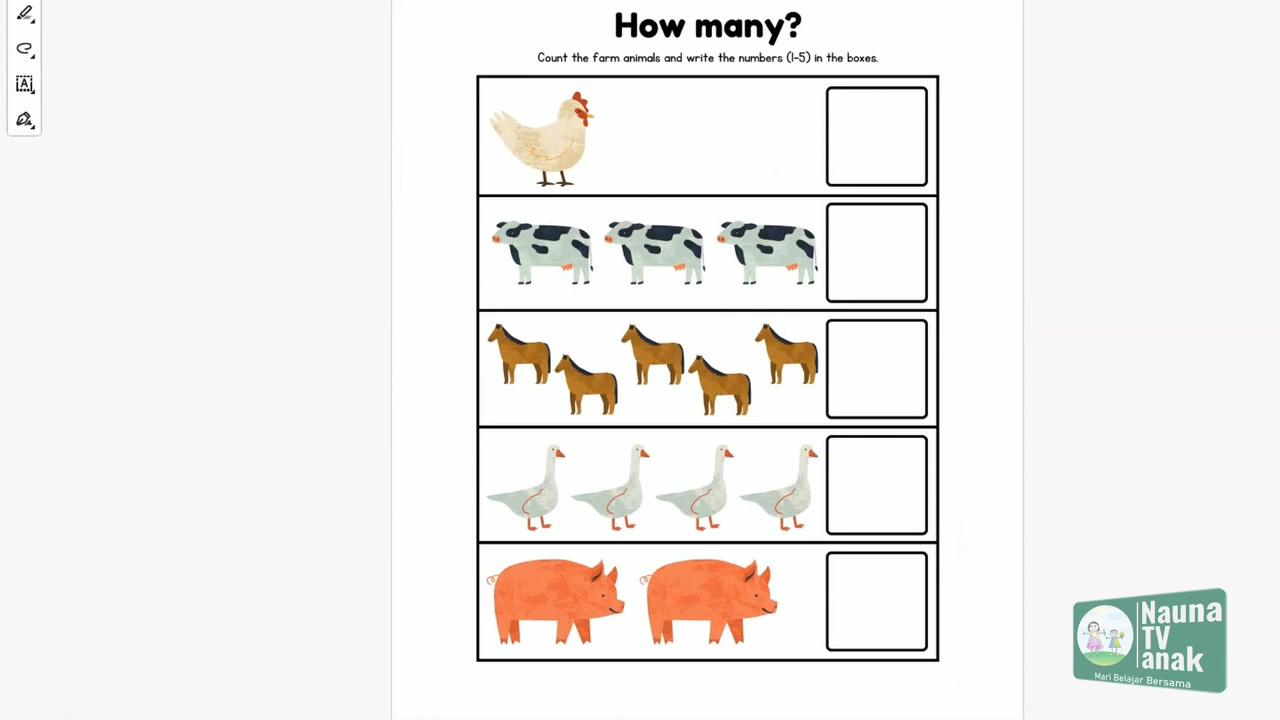 How many?
Count the farm animals and write the numbers (1-5) in the boxes.
A
Nauna
TV
anak
Mari Belajar Bersama